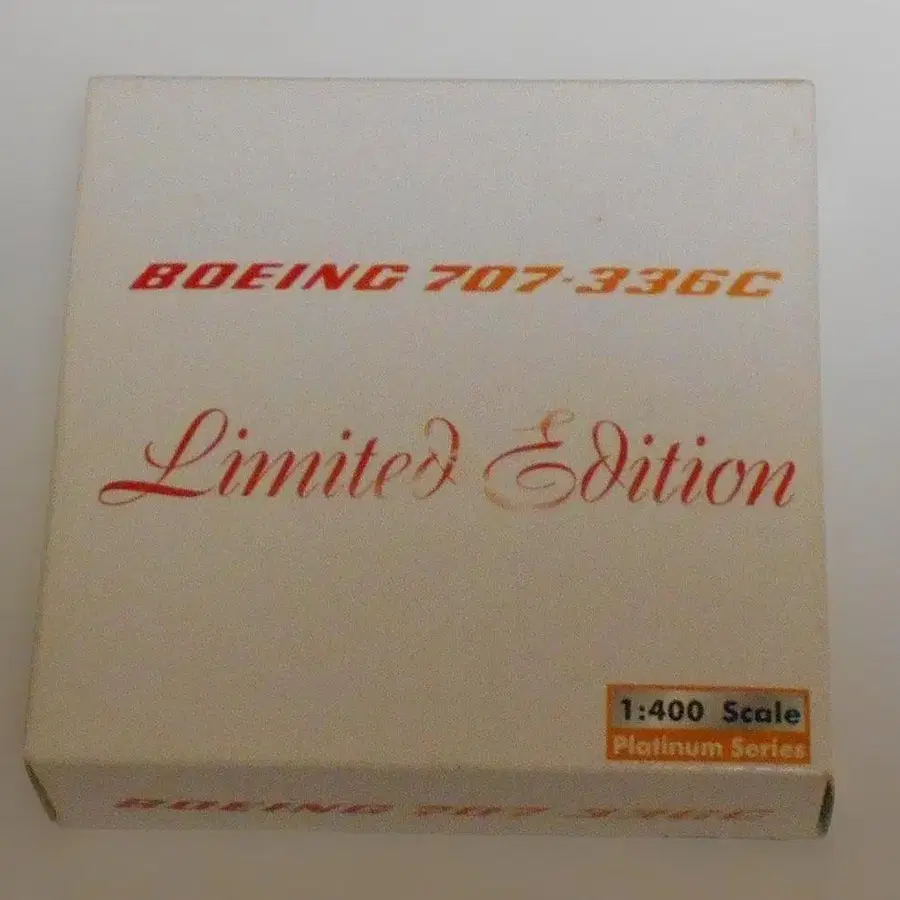 BOEING 707-336C
Limited Edition
1:400 Scale
Platinum Series
BOEING 707-336C